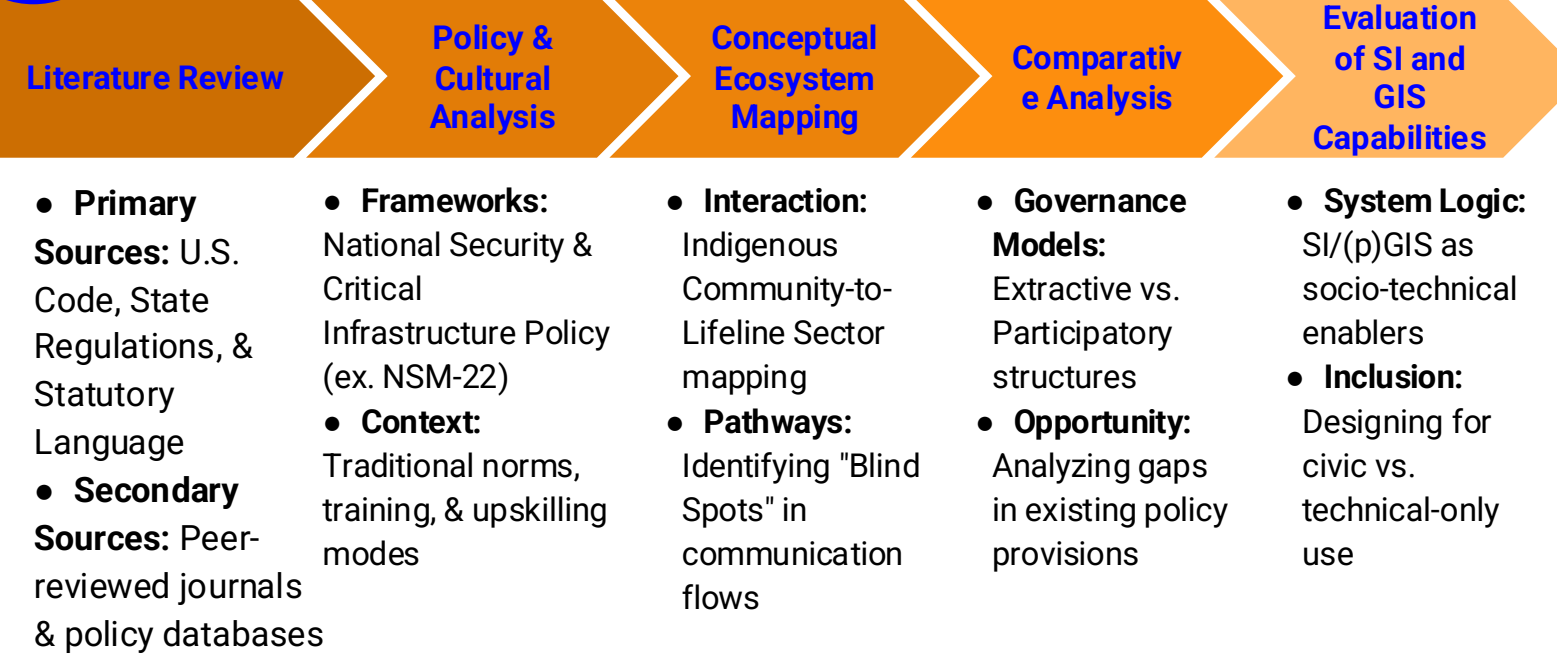 Literature Review
Policy &
Cultural
Analysis
Conceptual
Ecosystem
Mapping
Comparativ
e Analysis
Evaluation
of SI and
GIS
Capabilities
● Primary
Sources: U.S.
Code, State
Regulations, &
Statutory
Language
● Secondary
Sources: Peer-
reviewed journals
& policy databases
● Frameworks:
National Security &
Critical
Infrastructure Policy
(ex. NSM-22)
● Context:
Traditional norms,
training, & upskilling
modes
● Interaction:
Indigenous
Community-to-
Lifeline Sector
mapping
● Pathways:
Identifying "Blind
Spots" in
communication
flows
● Governance
Models:
Extractive vs.
Participatory
structures
● Opportunity:
Analyzing gaps
in existing policy
provisions
● System Logic:
SI/(p)GIS as
socio-technical
enablers
● Inclusion:
Designing for
civic vs.
technical-only
use